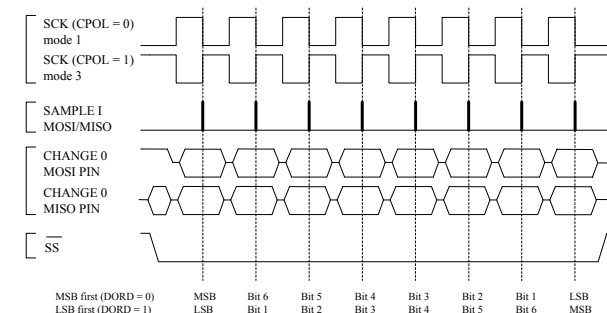 SCK (CPOL = 0)
mode 1
SCK (CPOL = 1)
mode 3
SAMPLE I
MOSI/MISO
CHANGE 0
MOSI PIN
CHANGE 0
MISO PIN
SS
MSB first (DORD = 0) MSB Bit 6 Bit 5 Bit 4 Bit 3 Bit 2 Bit 1 LSB
LSB first (DORD = 1) LSB Bit 1 Bit 2 Bit 3 Bit 4 Bit 5 Bit 6 MSB